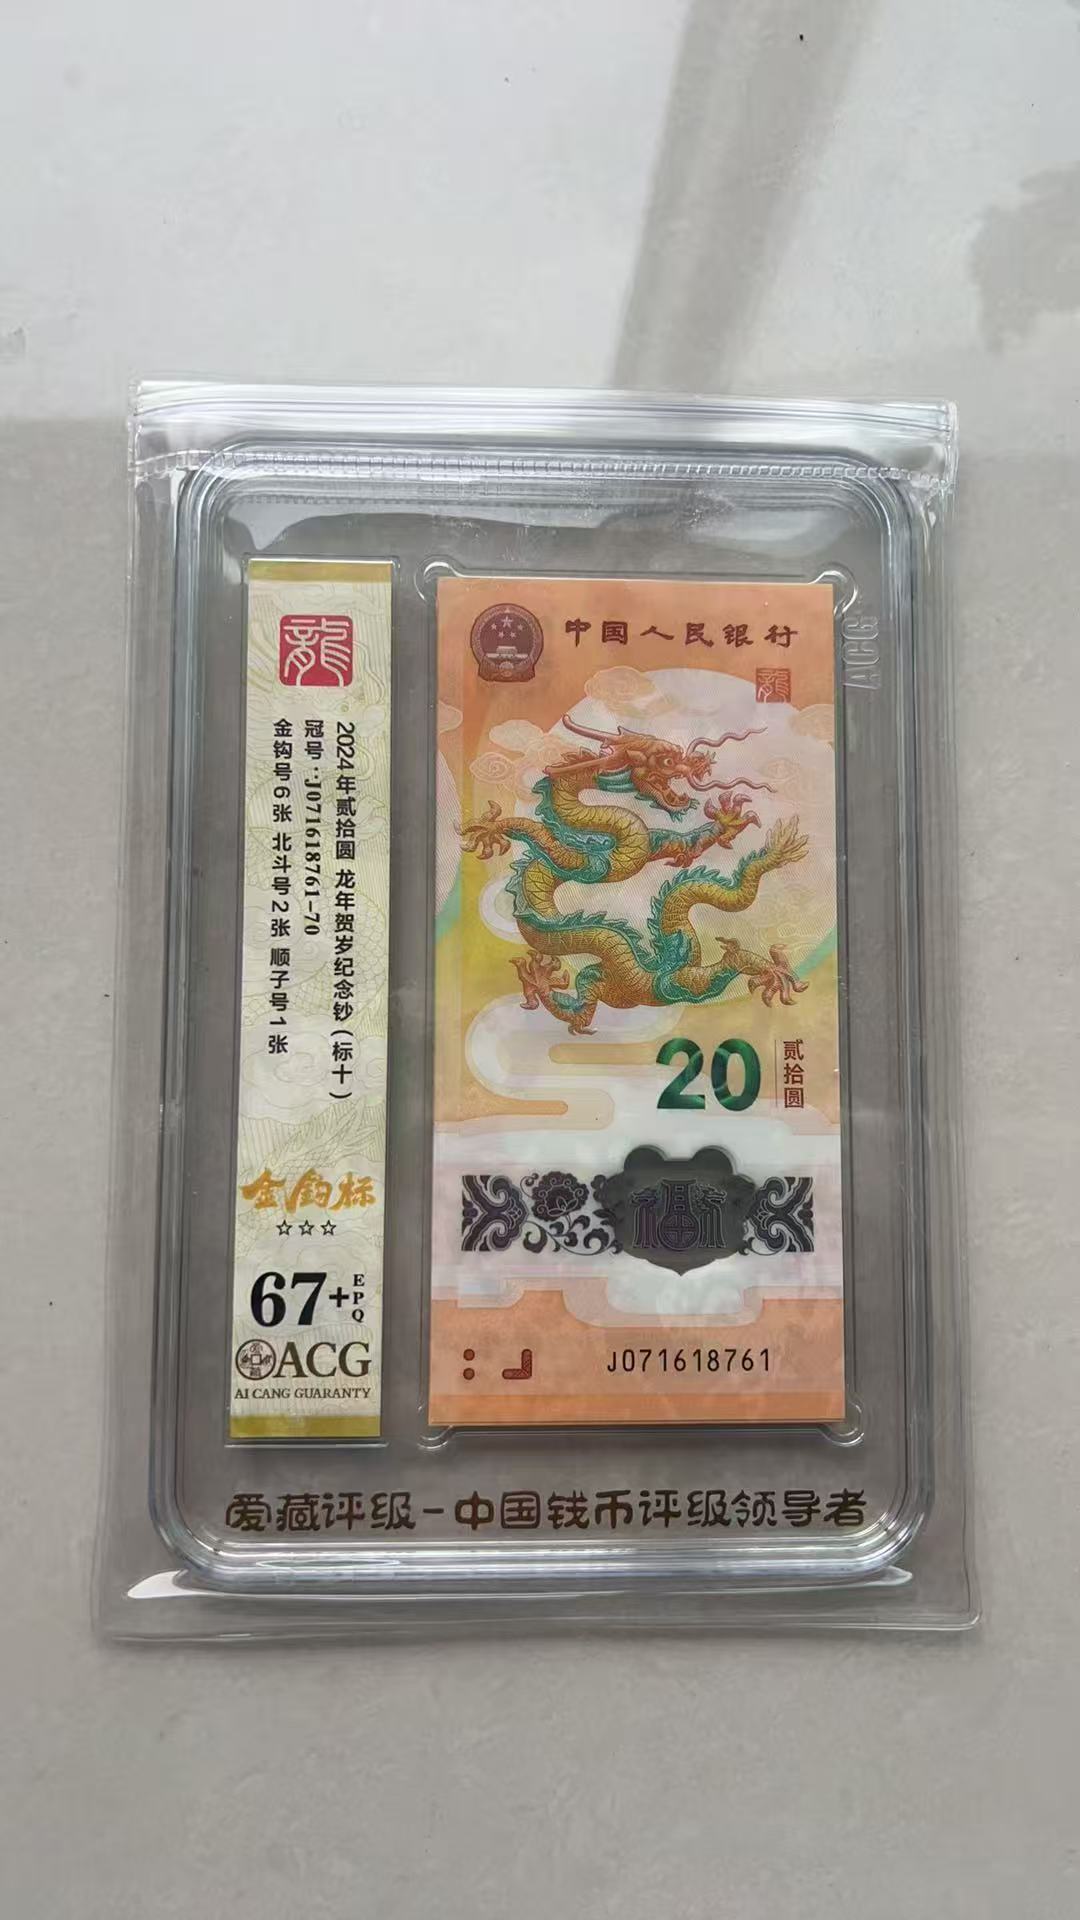 龍
2024年贰拾圆 龙年贺岁纪念钞(标十)
冠号:J071618761-70
金钩号6张 北斗号2张 顺子号1张
金钩标
67+EPQ
ACG
AI CANG GUARANTY
中国人民银行
龍
20
贰拾圆
福
J071618761
ACG
爱藏评级-中国钱币评级领导者